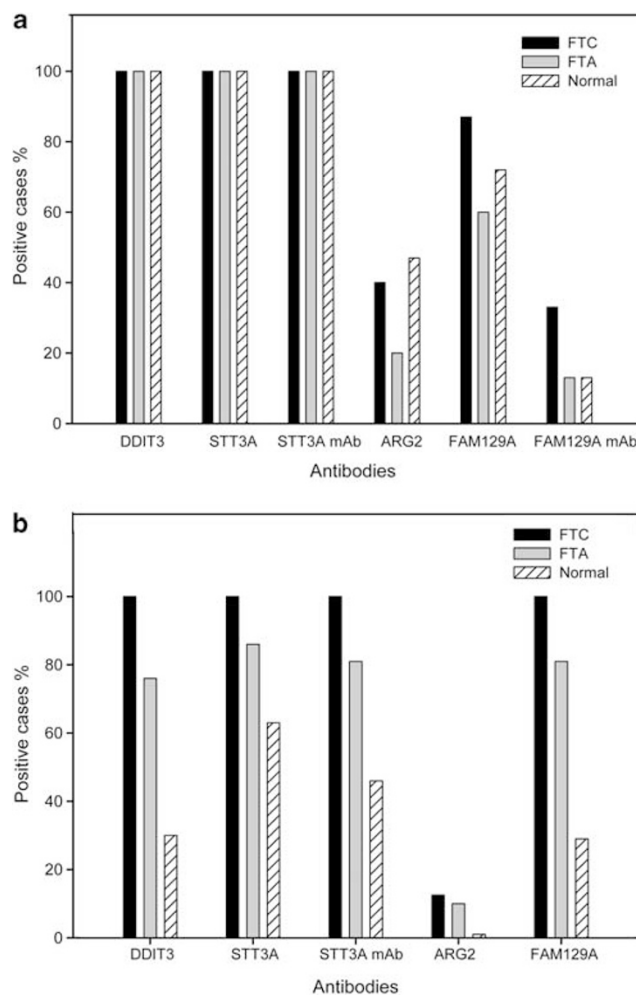 a
FTC
FTA
Normal
100
80
60
40
20
0
Positive cases %
DDIT3 STT3A STT3A mAb ARG2 FAM129A FAM129A mAb
Antibodies
b
FTC
FTA
Normal
100
80
60
40
20
0
Positive cases %
DDIT3 STT3A STT3A mAb ARG2 FAM129A
Antibodies